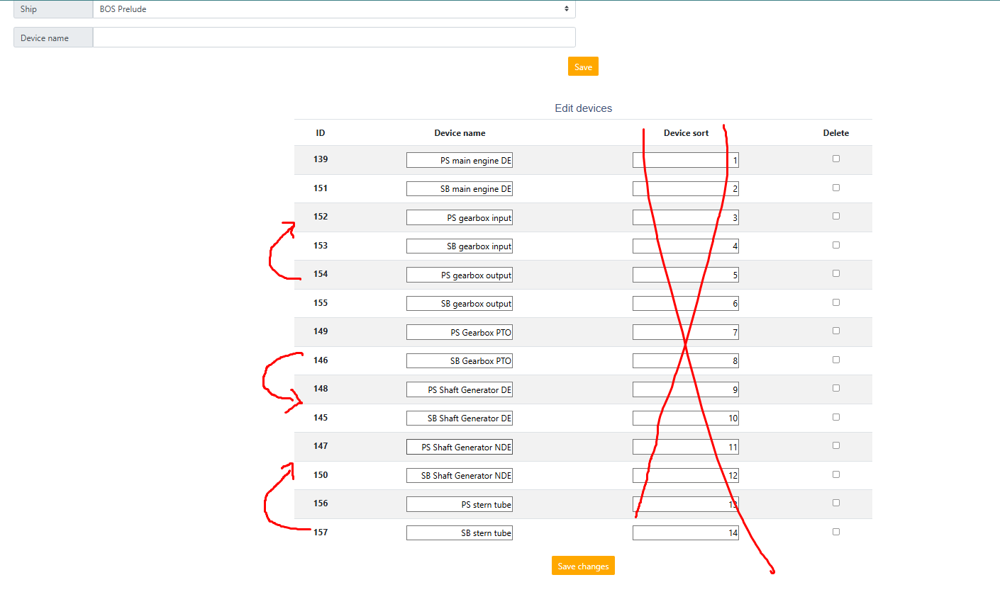 Ship BOS Prelude
Device name
Save
Edit devices
ID Device name Device sort Delete
139 PS main engine DE 1
151 SB main engine DE 2
152 PS gearbox input 3
153 SB gearbox input 4
154 PS gearbox output 5
155 SB gearbox output 6
149 PS Gearbox PTO 7
146 SB Gearbox PTO 8
148 PS Shaft Generator DE 9
145 SB Shaft Generator DE 10
147 PS Shaft Generator NDE 11
150 SB Shaft Generator NDE 12
156 PS stern tube 13
157 SB stern tube 14
Save changes